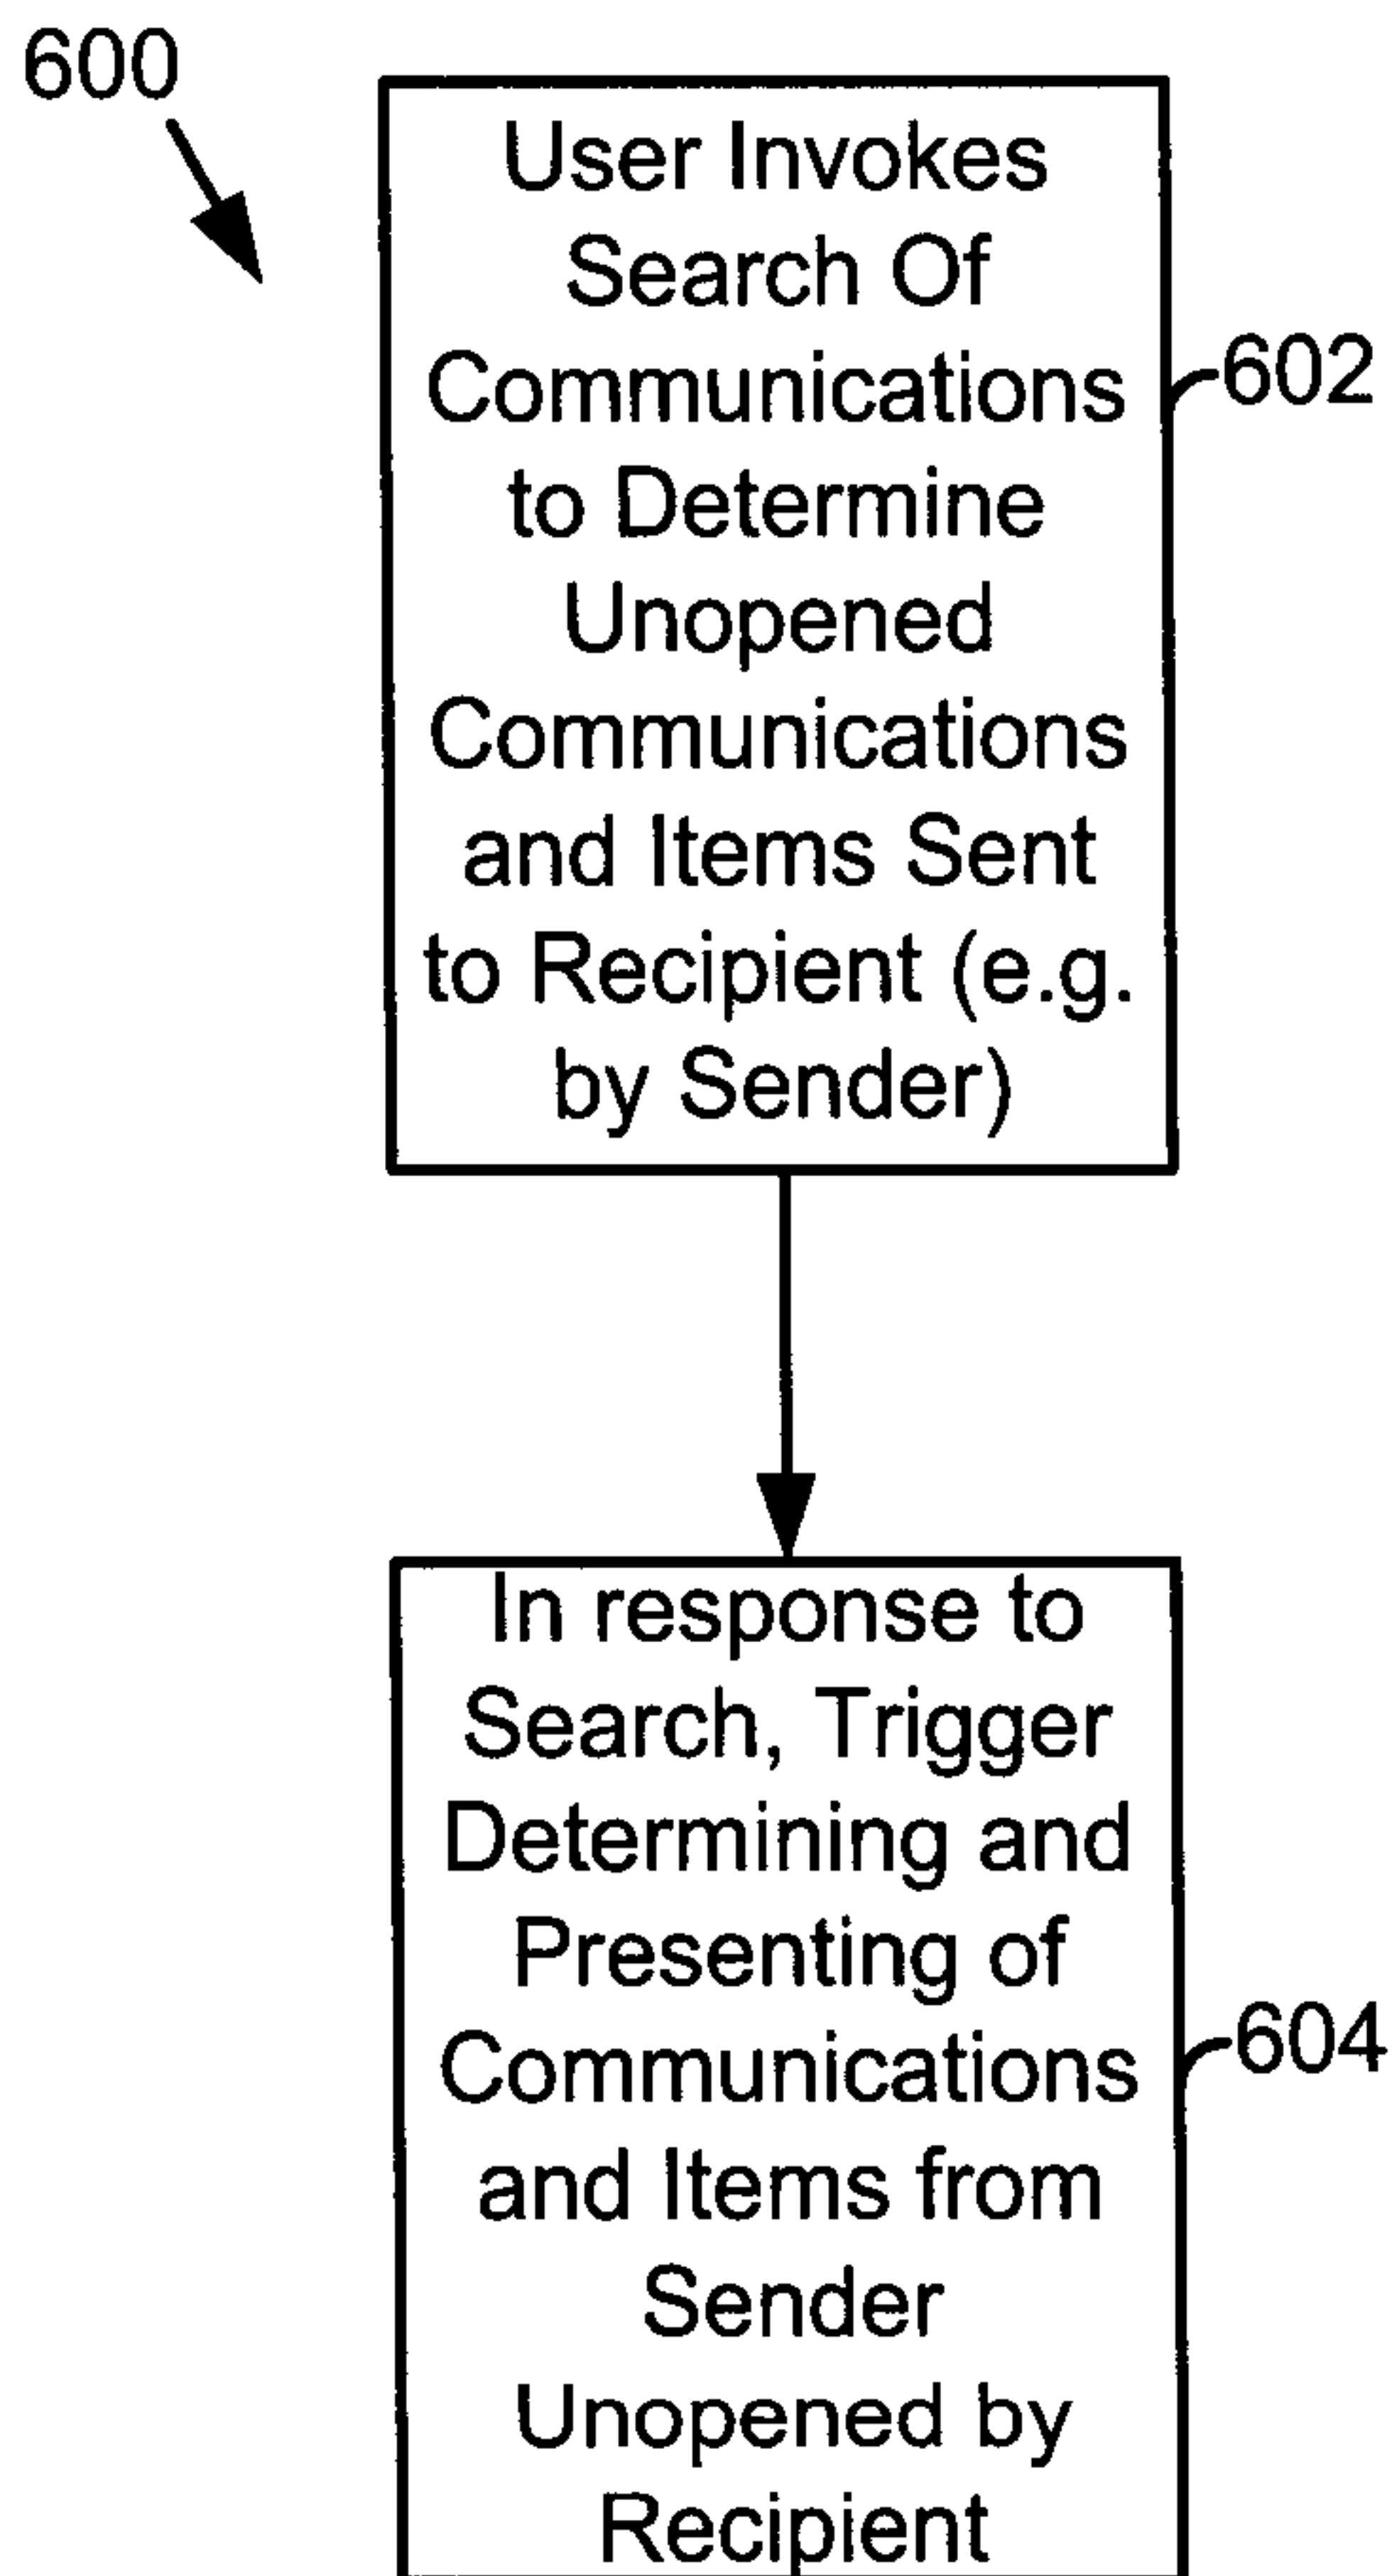 600
User Invokes
Search Of
Communications
to Determine
Unopened
Communications
and Items Sent
to Recipient (e.g.
by Sender)
602
In response to
Search, Trigger
Determining and
Presenting of
Communications
and Items from
Sender
Unopened by
Recipient
604